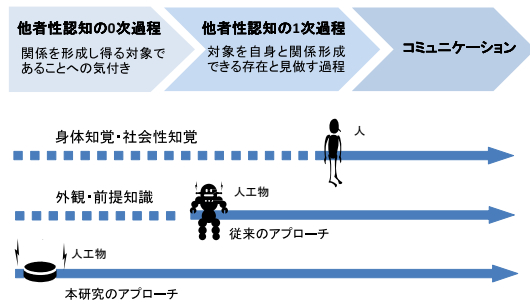 他者性認知の0次過程
関係を形成し得る対象で
あることへの気付き
他者性認知の1次過程
対象を自身と関係形成
できる存在と見做す過程
コミュニケーション
身体知覚・社会性知覚
人
外観・前提知識
人工物
従来のアプローチ
人工物
本研究のアプローチ